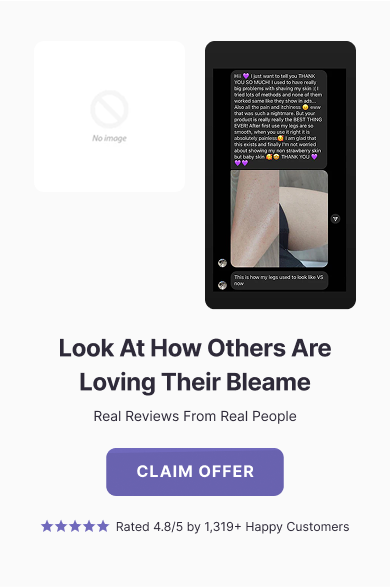 No image
Hii 💜 I just want to tell you THANK
YOU SO MUCH! I used to have really
big problems with shaving my skin :( I
tried lots of methods and none of them
worked same like they show in ads...
Also all the pain and itchiness 😖 eww
that was such a nightmare. But your
product is really really the BEST THING
EVER! After first use my legs are so
smooth, when you use it right it is
absolutely painless🥰 I am glad that
this exists and finally I'm not worried
about showing my non strawberry skin
but baby skin 🥰😍 THANK YOU 💜
💜💜
This is how my legs used to look like VS
now
Look At How Others Are
Loving Their Bleame
Real Reviews From Real People
CLAIM OFFER
★★★★★ Rated 4.8/5 by 1,319+ Happy Customers